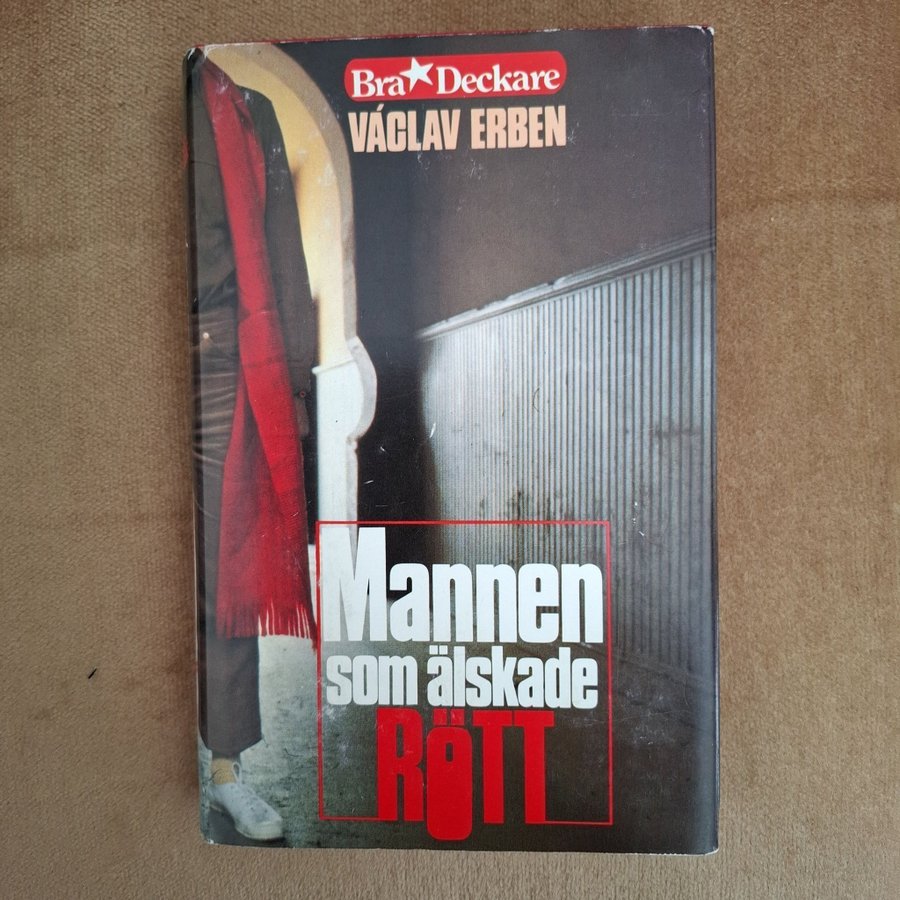 Bra Deckare
VÁCLAV ERBEN
Mannen
som älskade
RÖTT